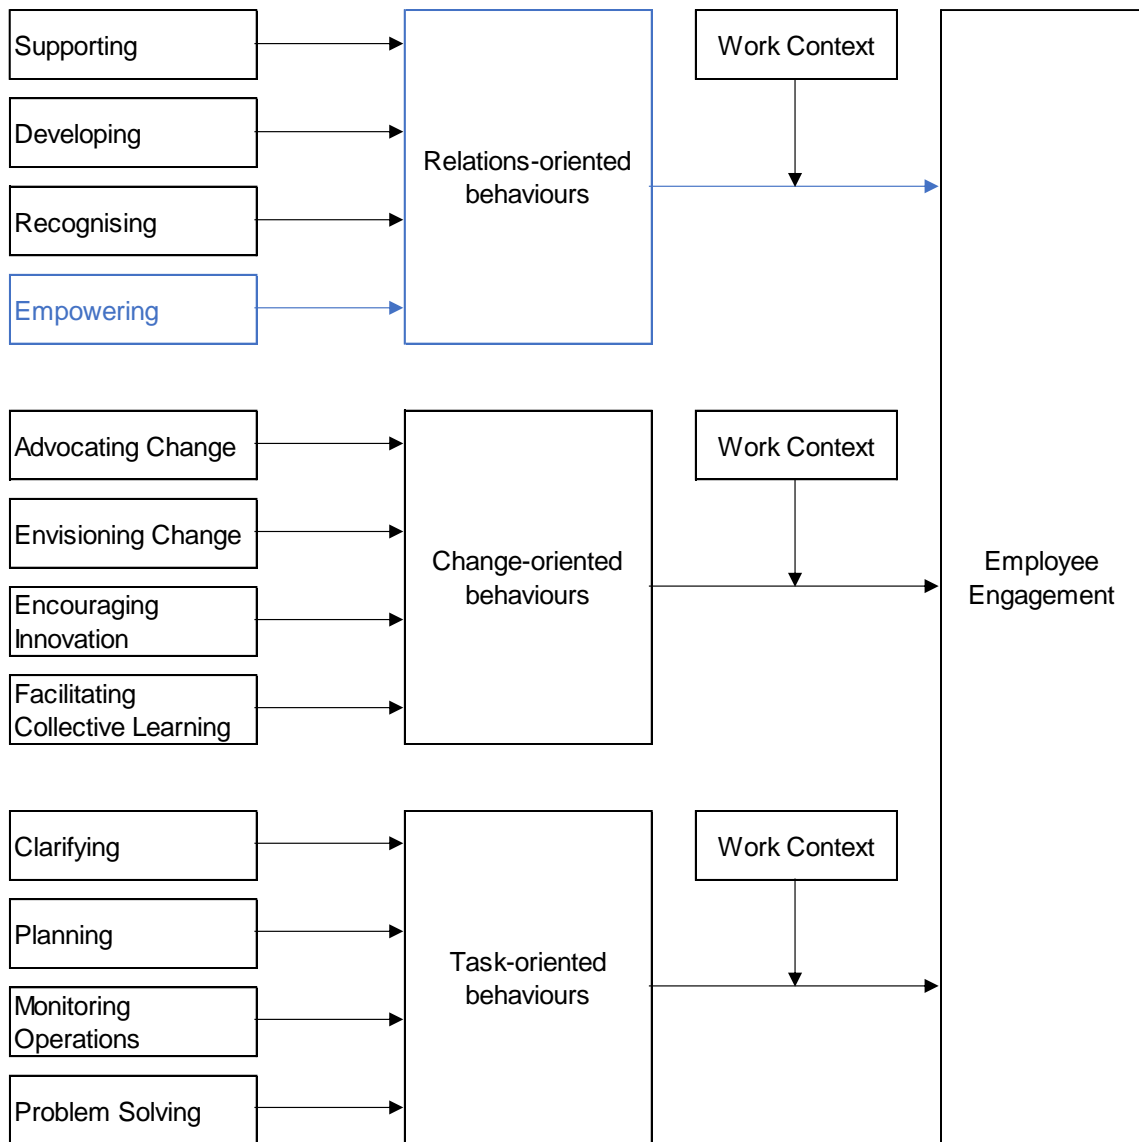 Supporting
Work Context
Developing
Relations-oriented
behaviours
Recognising
Empowering
Advocating Change
Work Context
Envisioning Change
Change-oriented
behaviours
Employee
Engagement
Encouraging
Innovation
Facilitating
Collective Learning
Clarifying
Work Context
Planning
Task-oriented
behaviours
Monitoring
Operations
Problem Solving